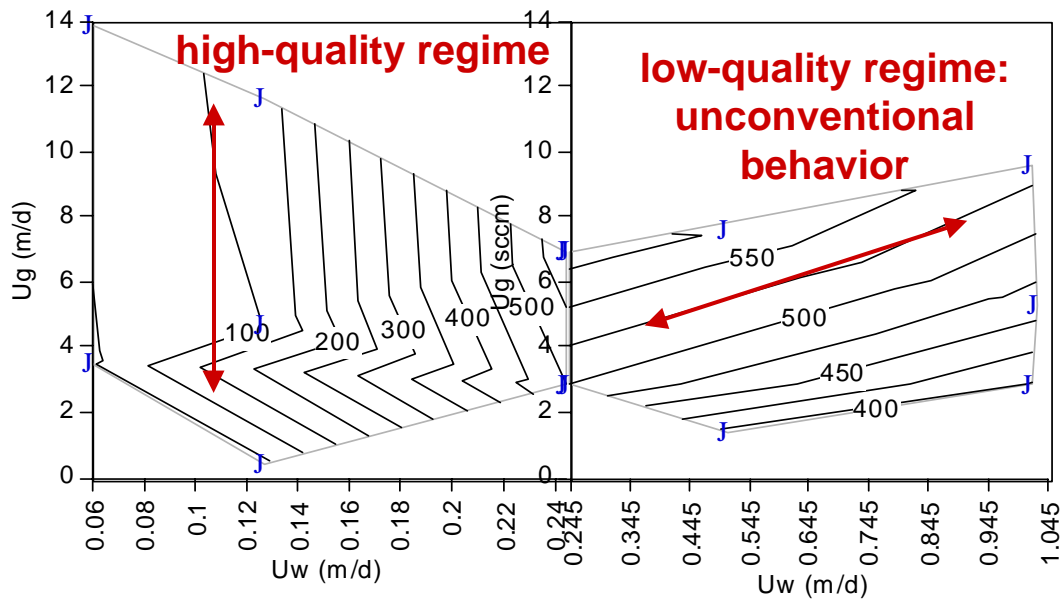 high-quality regime
low-quality regime:
unconventional
behavior
14
12
10
8
6
4
2
0
Ug (m/d)
J
J
J
J
J
J
J
100
200
300
400
500
0.06
0.08
0.1
0.12
0.14
0.16
0.18
0.2
0.22
0.24
Uw (m/d)
14
12
10
8
6
4
2
0
Ug (sccm)
J
J
J
J
J
J
J
550
500
450
400
0.245
0.345
0.445
0.545
0.645
0.745
0.845
0.945
1.045
Uw (m/d)